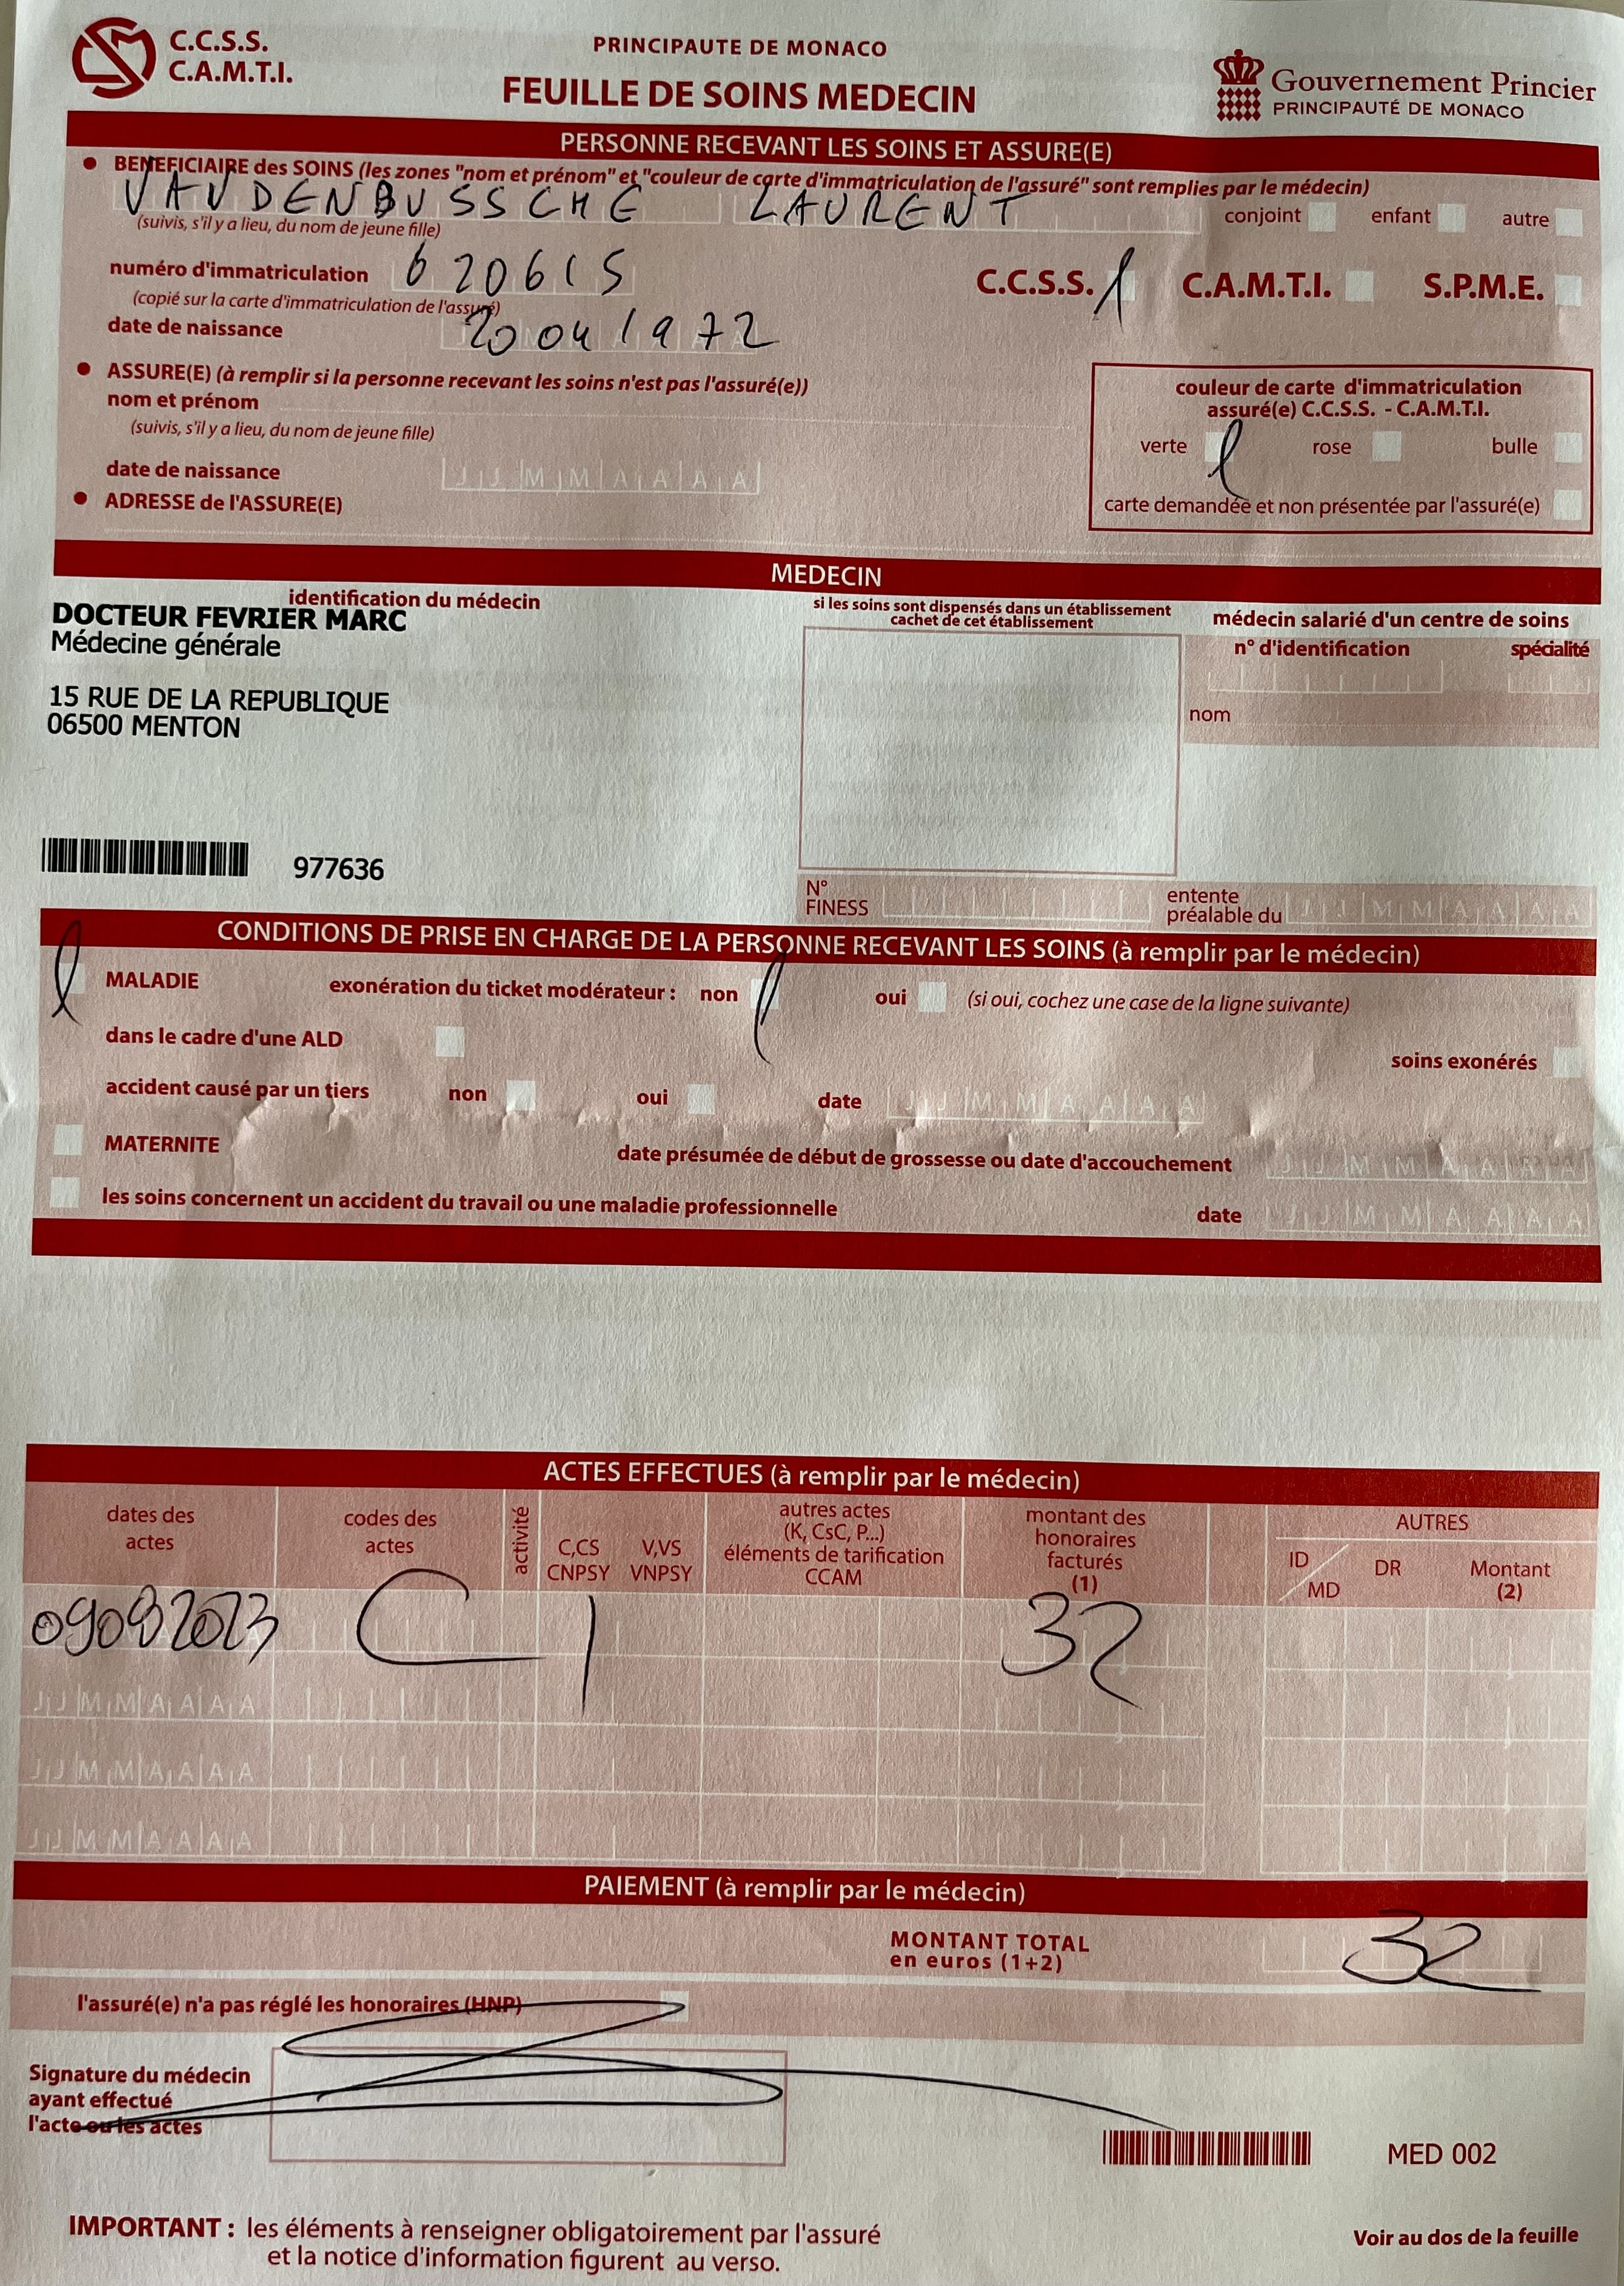 C.C.S.S.
C.A.M.T.I.
PRINCIPAUTE DE MONACO
FEUILLE DE SOINS MEDECIN
Gouvernement Princier
PRINCIPAUTÉ DE MONACO
PERSONNE RECEVANT LES SOINS ET ASSURE(E)
• BENEFICIAIRE des SOINS (les zones "nom et prénom" et "couleur de carte d'immatriculation de l'assuré" sont remplies par le médecin)
VANDENBUSSCHE LAURENT conjoint enfant autre
(suivis, s'il y a lieu, du nom de jeune fille)
numéro d'immatriculation 620615 C.C.S.S. C.A.M.T.I. S.P.M.E.
(copié sur la carte d'immatriculation de l'assuré)
date de naissance 20 04 1972
• ASSURE(E) (à remplir si la personne recevant les soins n'est pas l'assuré(e))
nom et prénom
(suivis, s'il y a lieu, du nom de jeune fille)
date de naissance J J M M A A A A
• ADRESSE de l'ASSURE(E)
couleur de carte d'immatriculation
assuré(e) C.C.S.S. - C.A.M.T.I.
verte rose bulle
carte demandée et non présentée par l'assuré(e)
MEDECIN
identification du médecin
DOCTEUR FEVRIER MARC
Médecine générale
15 RUE DE LA REPUBLIQUE
06500 MENTON
977636
si les soins sont dispensés dans un établissement
cachet de cet établissement
médecin salarié d'un centre de soins
n° d'identification spécialité
nom
N°
FINESS
entente
préalable du J J M M A A A A
CONDITIONS DE PRISE EN CHARGE DE LA PERSONNE RECEVANT LES SOINS (à remplir par le médecin)
MALADIE exonération du ticket modérateur : non oui (si oui, cochez une case de la ligne suivante)
dans le cadre d'une ALD soins exonérés
accident causé par un tiers non oui date J J M M A A A A
MATERNITE date présumée de début de grossesse ou date d'accouchement J J M M A A A A
les soins concernent un accident du travail ou une maladie professionnelle date J J M M A A A A
ACTES EFFECTUES (à remplir par le médecin)
dates des
actes
codes des
actes
activité
C,CS
CNPSY
V,VS
VNPSY
autres actes
(K, CsC, P...)
éléments de tarification
CCAM
montant des
honoraires
facturés
(1)
AUTRES
ID/MD DR Montant
(2)
09082023 C 1 32
J J M M A A A A
J J M M A A A A
J J M M A A A A
PAIEMENT (à remplir par le médecin)
MONTANT TOTAL
en euros (1+2)
32
l'assuré(e) n'a pas réglé les honoraires (HNP)
Signature du médecin
ayant effectué
l'acte ou les actes
MED 002
IMPORTANT : les éléments à renseigner obligatoirement par l'assuré
et la notice d'information figurent au verso.
Voir au dos de la feuille